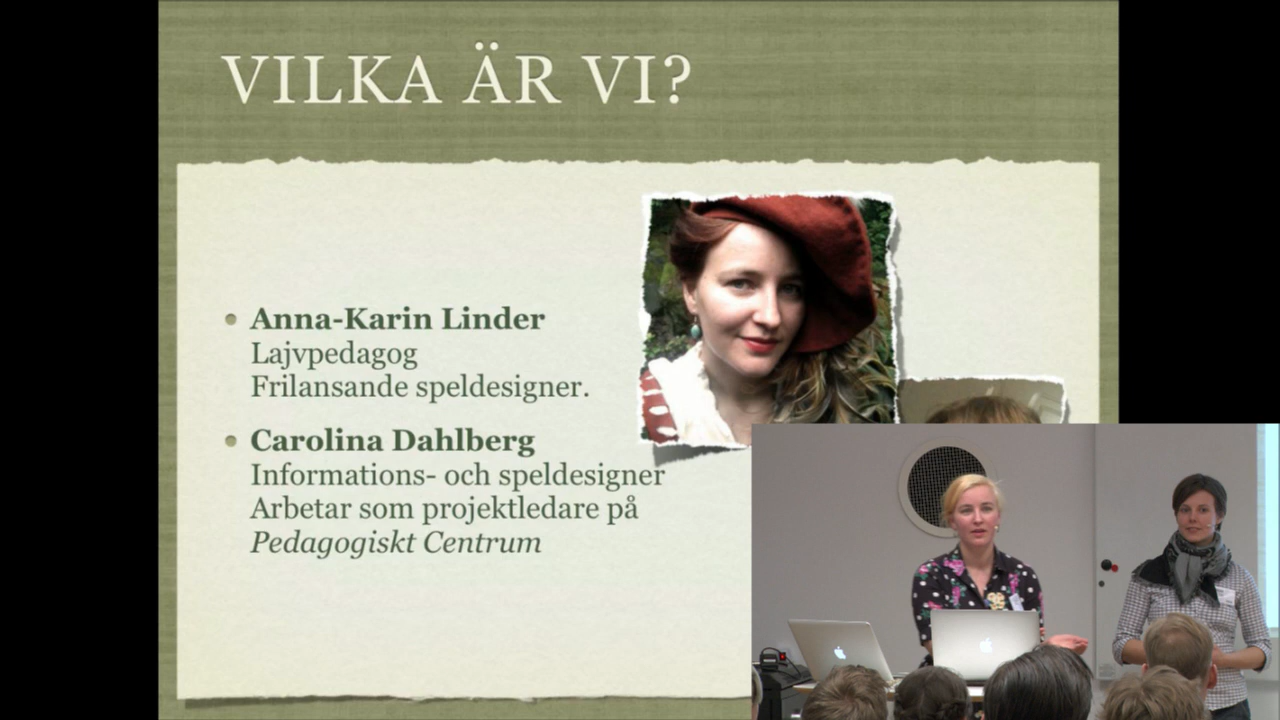 VILKA ÄR VI?
Anna-Karin Linder
Lajvpedagog
Frilansande speldesigner.
Carolina Dahlberg
Informations- och speldesigner
Arbetar som projektledare på
Pedagogiskt Centrum